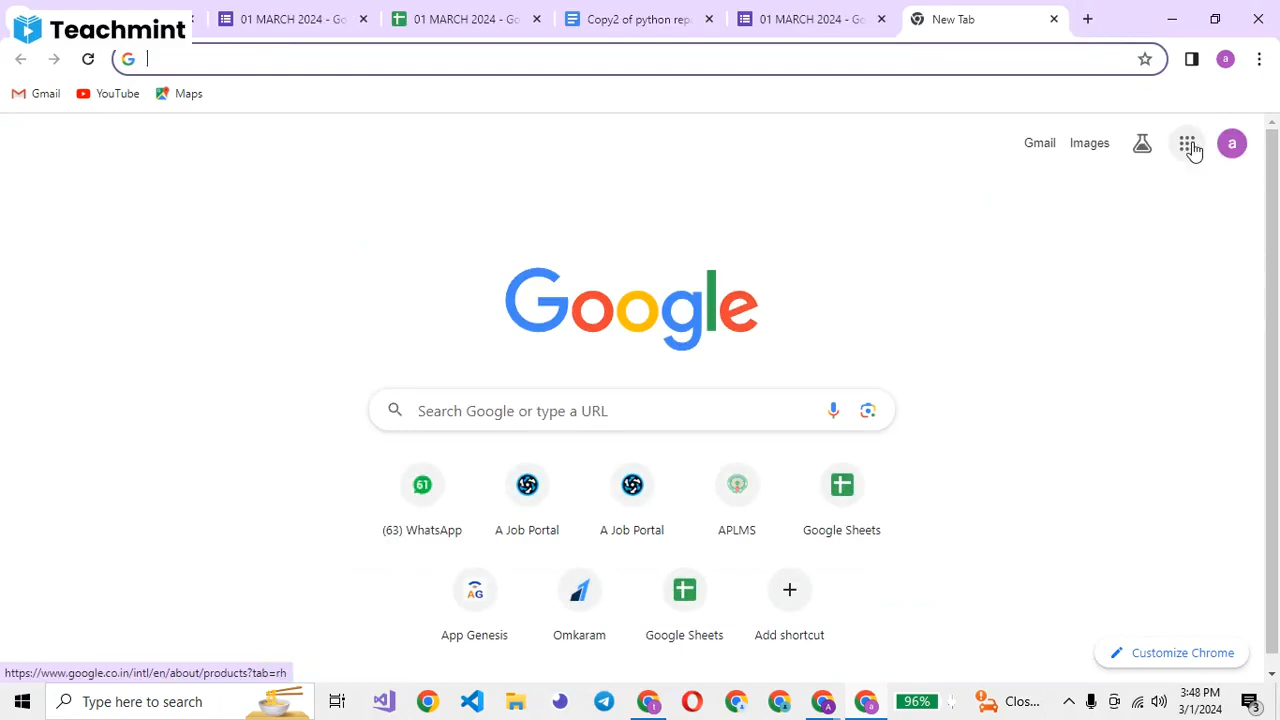 Teachmint
01 MARCH 2024 - Go
01 MARCH 2024 - G
Copy2 of python rep
01 MARCH 2024 - Go
New Tab
a
Gmail
YouTube
Maps
Gmail
Images
a
Google
Search Google or type a URL
61
(63) WhatsApp
A Job Portal
A Job Portal
APLMS
Google Sheets
AG
App Genesis
Omkaram
Google Sheets
Add shortcut
Customize Chrome
https://www.google.co.in/intl/en/about/products?tab=rh
Type here to search
96%
Clos...
3:48 PM
3/1/2024
3